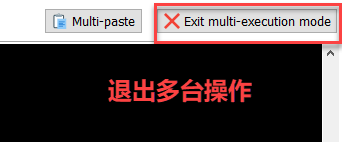 Multi-paste
Exit multi-execution mode
退出多台操作